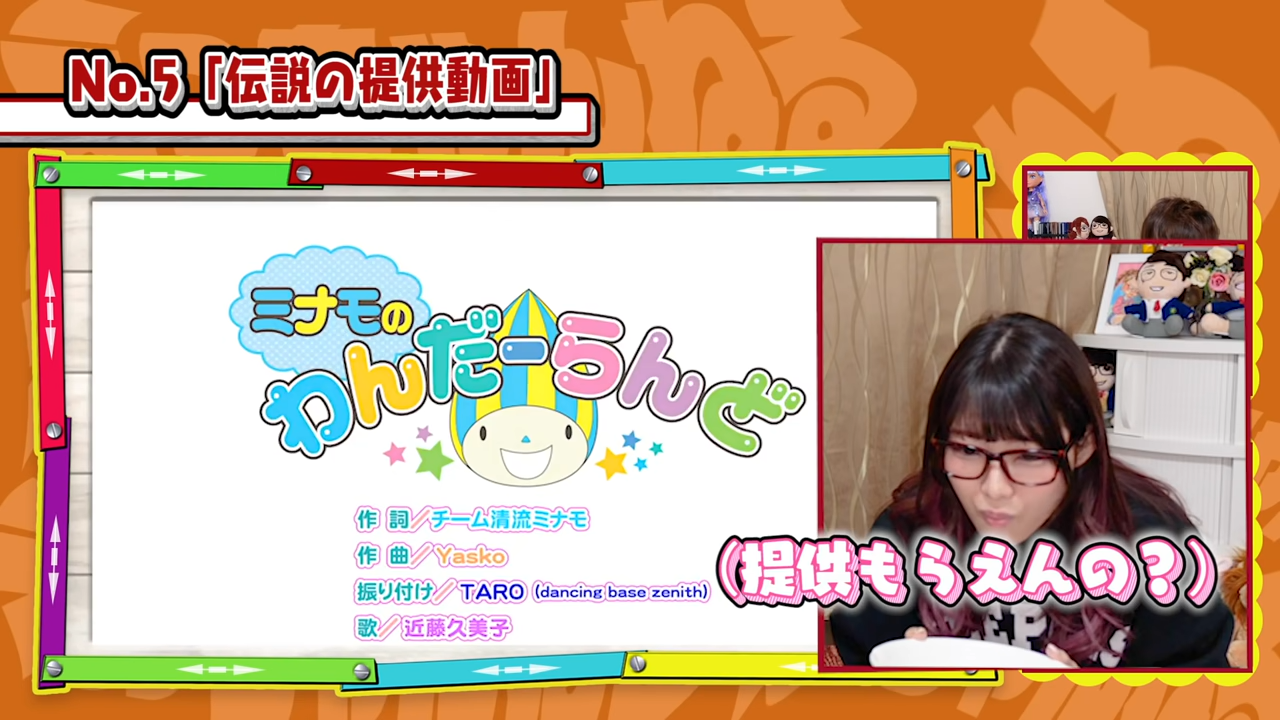 No.5「伝説の提供動画」
ミナモの
わんだーらんど
作 詞／チーム清流ミナモ
作 曲／Yasko
振り付け／TARO (dancing base zenith)
歌／近藤久美子
(提供もらえんの？)